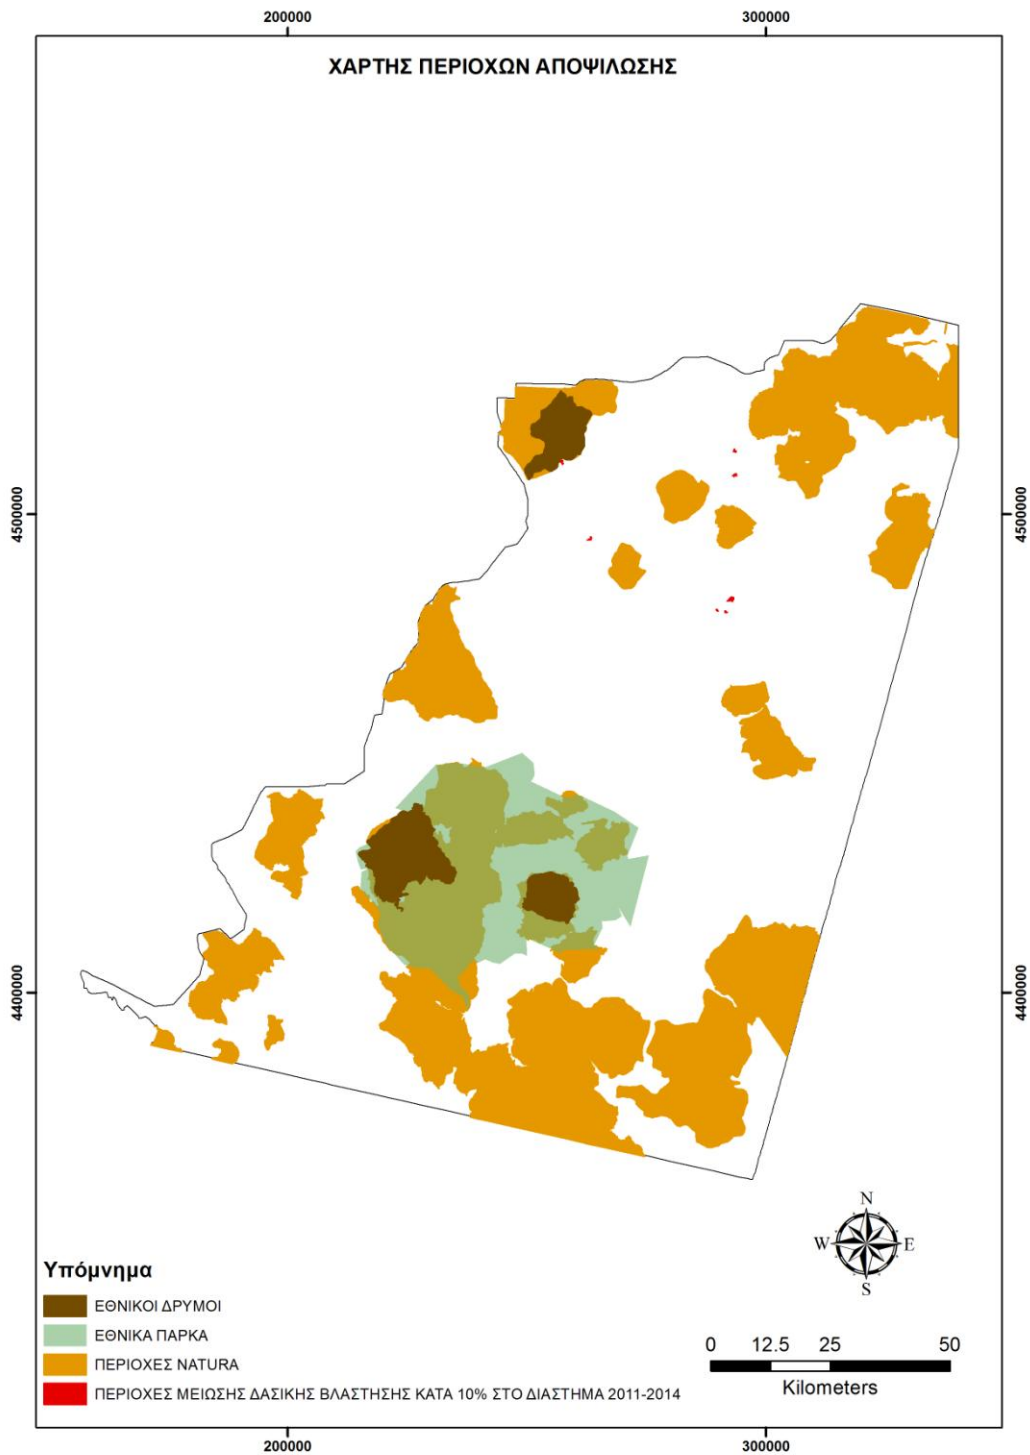 200000 300000
ΧΑΡΤΗΣ ΠΕΡΙΟΧΩΝ ΑΠΟΨΙΛΩΣΗΣ
4500000 4500000
4400000 4400000
N
W E
S
Υπόμνημα
ΕΘΝΙΚΟΙ ΔΡΥΜΟΙ
ΕΘΝΙΚΑ ΠΑΡΚΑ
ΠΕΡΙΟΧΕΣ NATURA
ΠΕΡΙΟΧΕΣ ΜΕΙΩΣΗΣ ΔΑΣΙΚΗΣ ΒΛΑΣΤΗΣΗΣ ΚΑΤΑ 10% ΣΤΟ ΔΙΑΣΤΗΜΑ 2011-2014
0 12.5 25 50
Kilometers
200000 300000